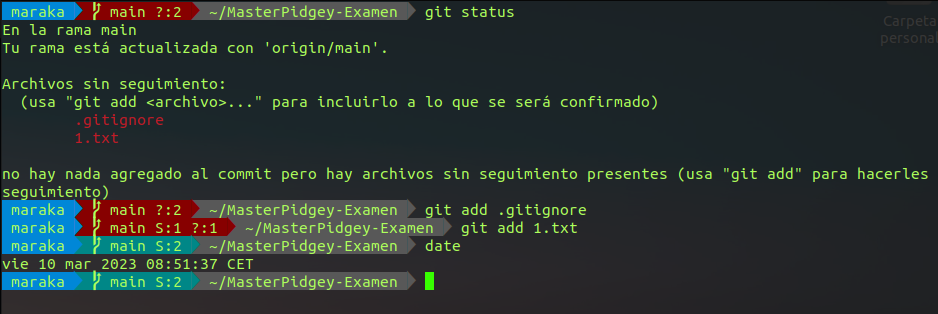 maraka main ?:2 ~/MasterPidgey-Examen git status
En la rama main
Tu rama está actualizada con 'origin/main'.
Archivos sin seguimiento:
(usa "git add <archivo>..." para incluirlo a lo que se será confirmado)
.gitignore
1.txt
no hay nada agregado al commit pero hay archivos sin seguimiento presentes (usa "git add" para hacerles
seguimiento)
maraka main ?:2 ~/MasterPidgey-Examen git add .gitignore
maraka main S:1 ?:1 ~/MasterPidgey-Examen git add 1.txt
maraka main S:2 ~/MasterPidgey-Examen date
vie 10 mar 2023 08:51:37 CET
maraka main S:2 ~/MasterPidgey-Examen
Carpeta
personal